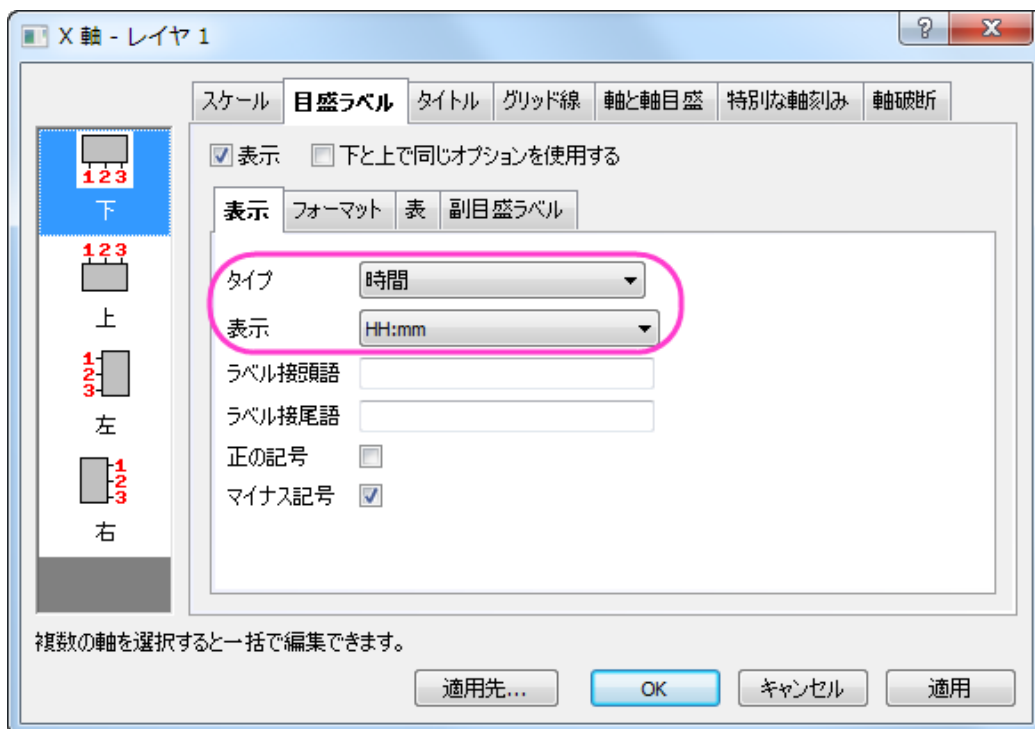 X 軸 - レイヤ 1
スケール 目盛ラベル タイトル グリッド線 軸と軸目盛 特別な軸刻み 軸破断
表示 下と上で同じオプションを使用する
123
下
123
上
1
2
3
左
1
2
3
右
表示 フォーマット 表 副目盛ラベル
タイプ 時間
表示 HH:mm
ラベル接頭語
ラベル接尾語
正の記号
マイナス記号
複数の軸を選択すると一括で編集できます。
適用先... OK キャンセル 適用